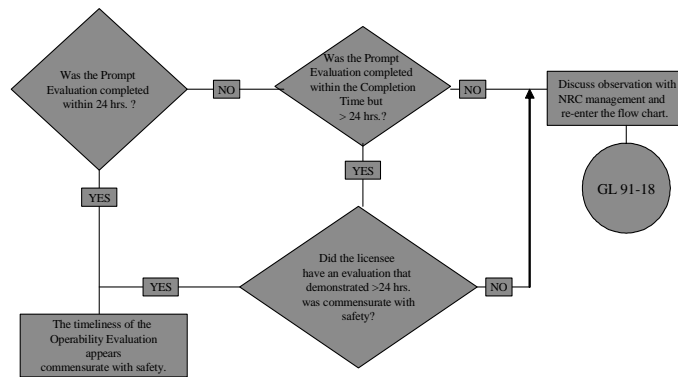 Was the Prompt
Evaluation completed
within 24 hrs. ?
NO
Was the Prompt
Evaluation completed
within the Completion
Time but
> 24 hrs.?
NO
Discuss observation with
NRC management and
re-enter the flow chart.
GL 91-18
YES
YES
Did the licensee
have an evaluation that
demonstrated >24 hrs.
was commensurate with
safety?
YES
NO
The timeliness of the
Operability Evaluation
appears
commensurate with safety.